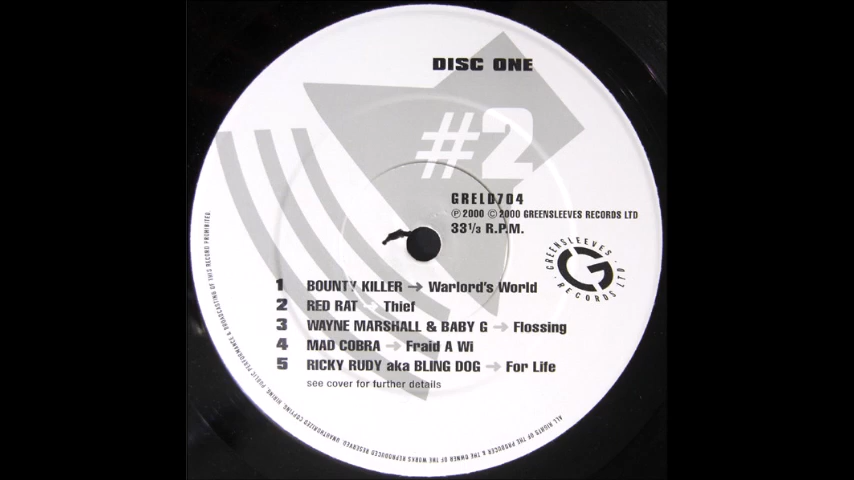 DISC ONE
#2
GRELD704
℗ 2000 © 2000 GREENSLEEVES RECORDS LTD
33 1/3 R.P.M.
· GREENSLEEVES · RECORDS LTD
G
1 BOUNTY KILLER → Warlord's World
2 RED RAT → Thief
3 WAYNE MARSHALL & BABY G → Flossing
4 MAD COBRA → Fraid A Wi
5 RICKY RUDY aka BLING DOG → For Life
see cover for further details
ALL RIGHTS OF THE PRODUCER & THE OWNER OF THE WORKS REPRODUCED RESERVED. UNAUTHORIZED COPYING, HIRING, PUBLIC PERFORMANCE & BROADCASTING OF THIS RECORD PROHIBITED.